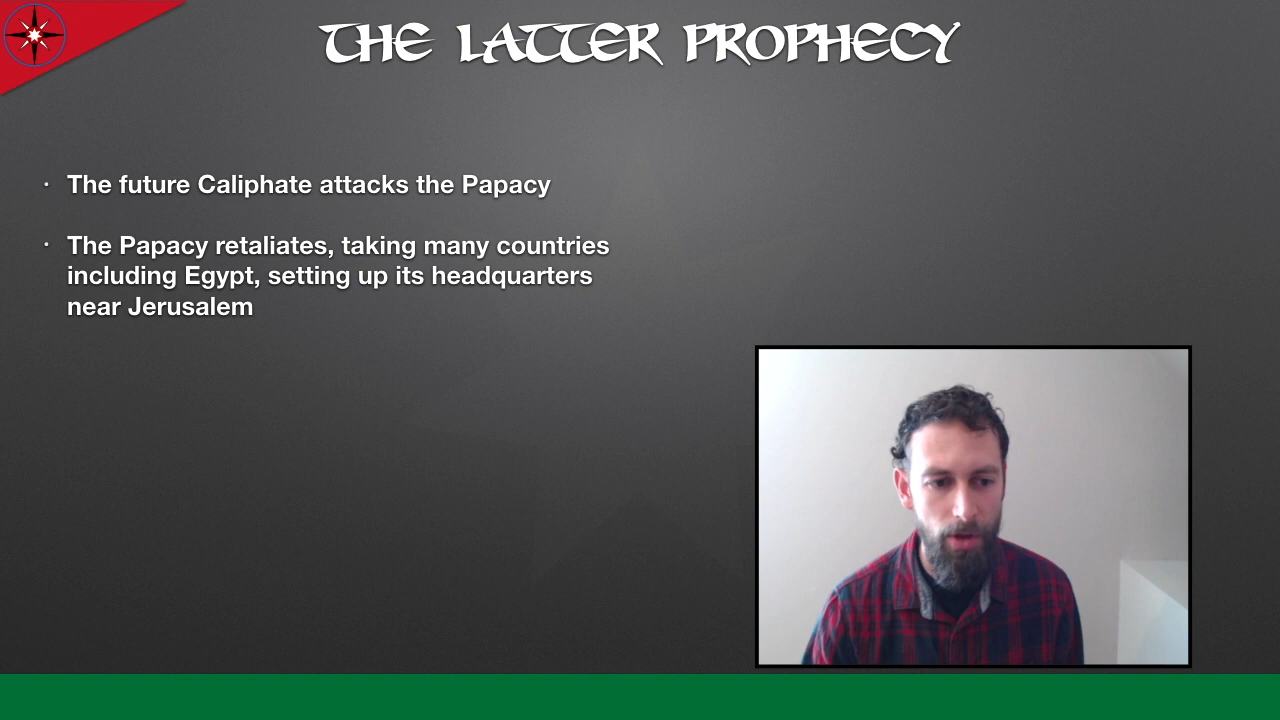 THE LATTER PROPHECY
· The future Caliphate attacks the Papacy
· The Papacy retaliates, taking many countries
including Egypt, setting up its headquarters
near Jerusalem